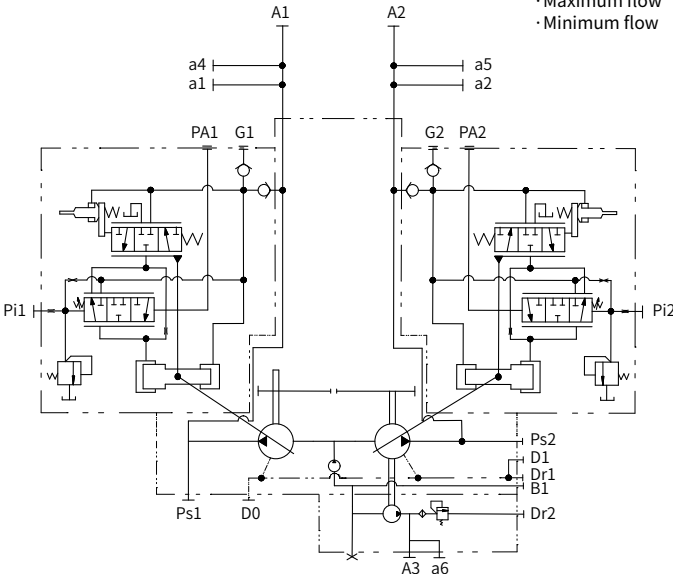 · Maximum flow
· Minimum flow
A1
A2
a4
a5
a1
a2
PA1
G1
G2
PA2
Pi1
Pi2
Ps2
D1
Dr1
B1
Ps1
D0
Dr2
A3
a6